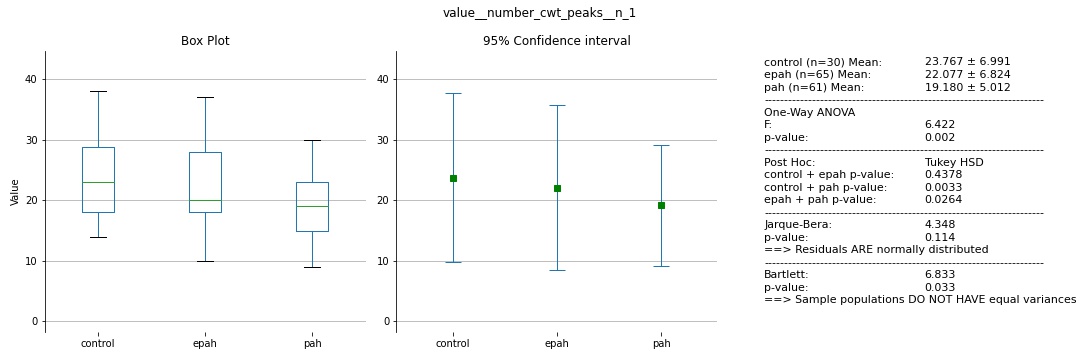 value__number_cwt_peaks__n_1
Box Plot
Value
40
30
20
10
0
control epah pah
95% Confidence interval
40
30
20
10
0
control epah pah
control (n=30) Mean: 23.767 ± 6.991
epah (n=65) Mean: 22.077 ± 6.824
pah (n=61) Mean: 19.180 ± 5.012
--------------------------------------------------------------------------------
One-Way ANOVA
F: 6.422
p-value: 0.002
--------------------------------------------------------------------------------
Post Hoc: Tukey HSD
control + epah p-value: 0.4378
control + pah p-value: 0.0033
epah + pah p-value: 0.0264
--------------------------------------------------------------------------------
Jarque-Bera: 4.348
p-value: 0.114
==> Residuals ARE normally distributed
--------------------------------------------------------------------------------
Bartlett: 6.833
p-value: 0.033
==> Sample populations DO NOT HAVE equal variances